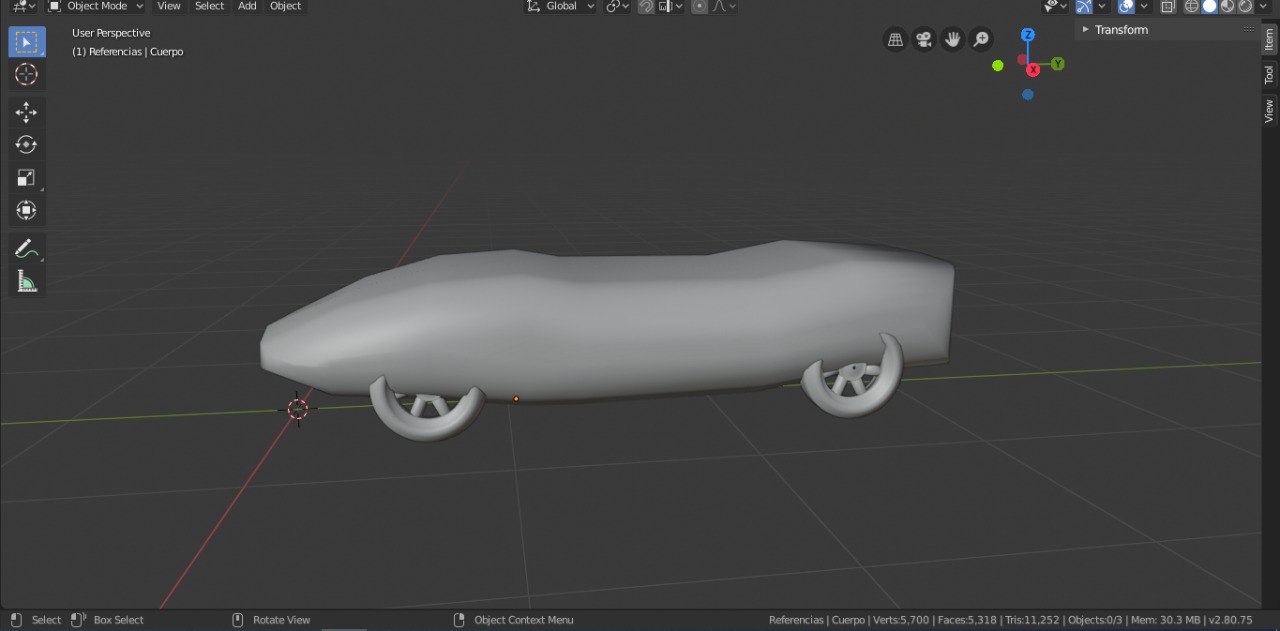 Object Mode View Select Add Object Global
User Perspective
(1) Referencias | Cuerpo
Transform
Z
Y
X
Item
Tool
View
Select Box Select Rotate View Object Context Menu Referencias | Cuerpo | Verts:5,700 | Faces:5,318 | Tris:11,252 | Objects:0/3 | Mem: 30.3 MB | v2.80.75